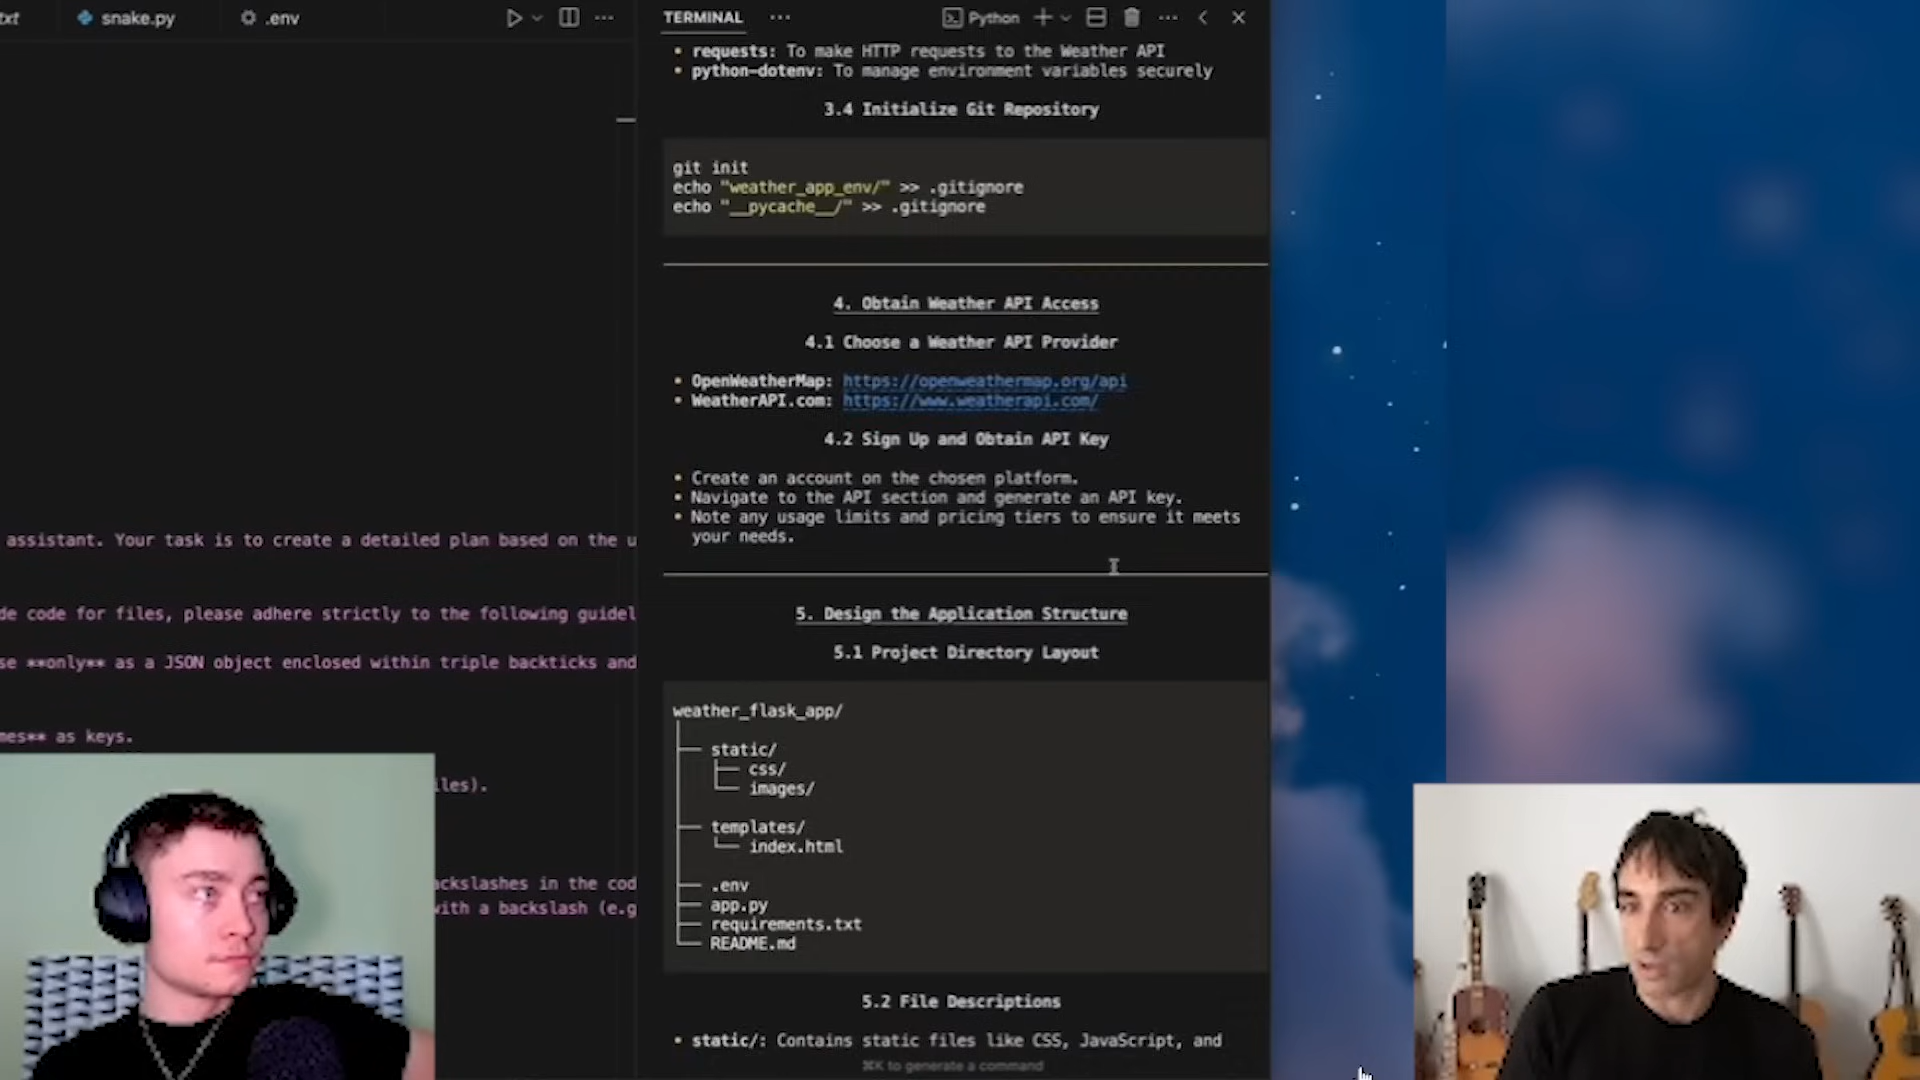 txt
snake.py
.env
assistant. Your task is to create a detailed plan based on the u
de code for files, please adhere strictly to the following guidel
se **only** as a JSON object enclosed within triple backticks and
mes** as keys.
iles).
ackslashes in the cod
with a backslash (e.g
TERMINAL
Python
• requests: To make HTTP requests to the Weather API
• python-dotenv: To manage environment variables securely
3.4 Initialize Git Repository
git init
echo "weather_app_env/" >> .gitignore
echo "__pycache__/" >> .gitignore
4. Obtain Weather API Access
4.1 Choose a Weather API Provider
• OpenWeatherMap: https://openweathermap.org/api
• WeatherAPI.com: https://www.weatherapi.com/
4.2 Sign Up and Obtain API Key
• Create an account on the chosen platform.
• Navigate to the API section and generate an API key.
• Note any usage limits and pricing tiers to ensure it meets
your needs.
5. Design the Application Structure
5.1 Project Directory Layout
weather_flask_app/
├── static/
├── css/
└── images/
├── templates/
└── index.html
├── .env
├── app.py
├── requirements.txt
└── README.md
5.2 File Descriptions
• static/: Contains static files like CSS, JavaScript, and
⌘K to generate a command